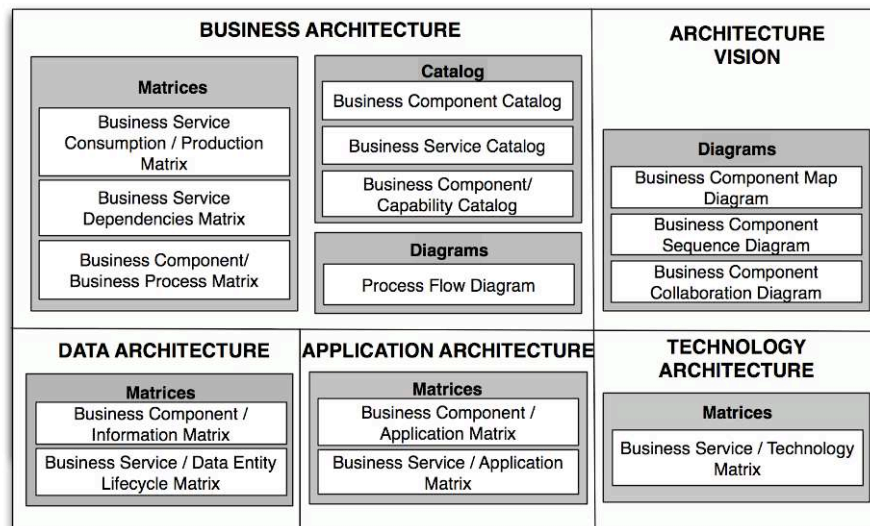 BUSINESS ARCHITECTURE
Matrices
Business Service
Consumption / Production
Matrix
Business Service
Dependencies Matrix
Business Component/
Business Process Matrix
Catalog
Business Component Catalog
Business Service Catalog
Business Component/
Capability Catalog
Diagrams
Process Flow Diagram
ARCHITECTURE
VISION
Diagrams
Business Component Map
Diagram
Business Component
Sequence Diagram
Business Component
Collaboration Diagram
DATA ARCHITECTURE
Matrices
Business Component /
Information Matrix
Business Service / Data Entity
Lifecycle Matrix
APPLICATION ARCHITECTURE
Matrices
Business Component /
Application Matrix
Business Service / Application
Matrix
TECHNOLOGY
ARCHITECTURE
Matrices
Business Service / Technology
Matrix